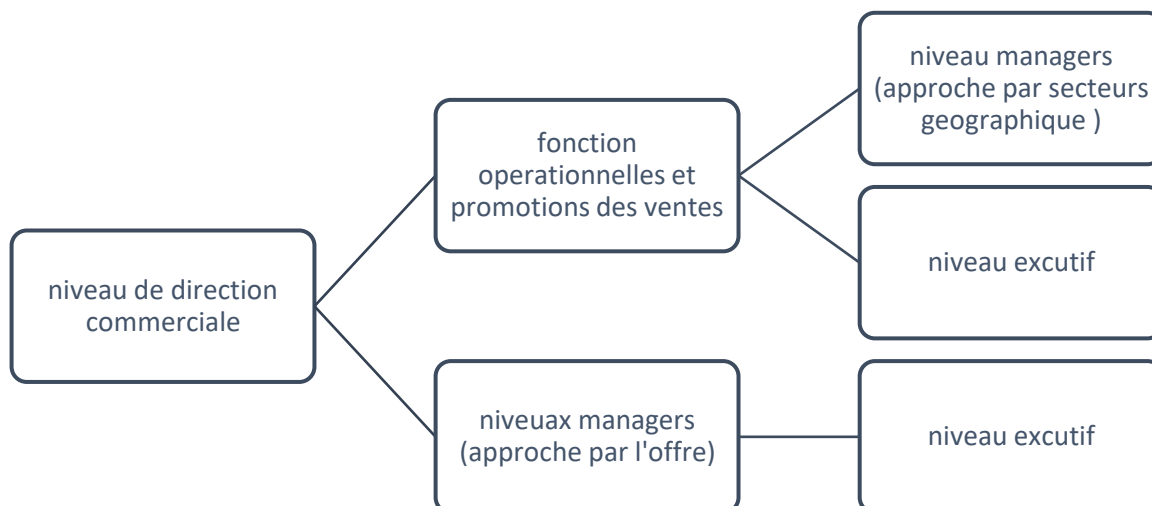 niveau de direction
commerciale
fonction
operationnelles et
promotions des ventes
niveau managers
(approche par secteurs
geographique )
niveau excutif
niveuax managers
(approche par l'offre)
niveau excutif